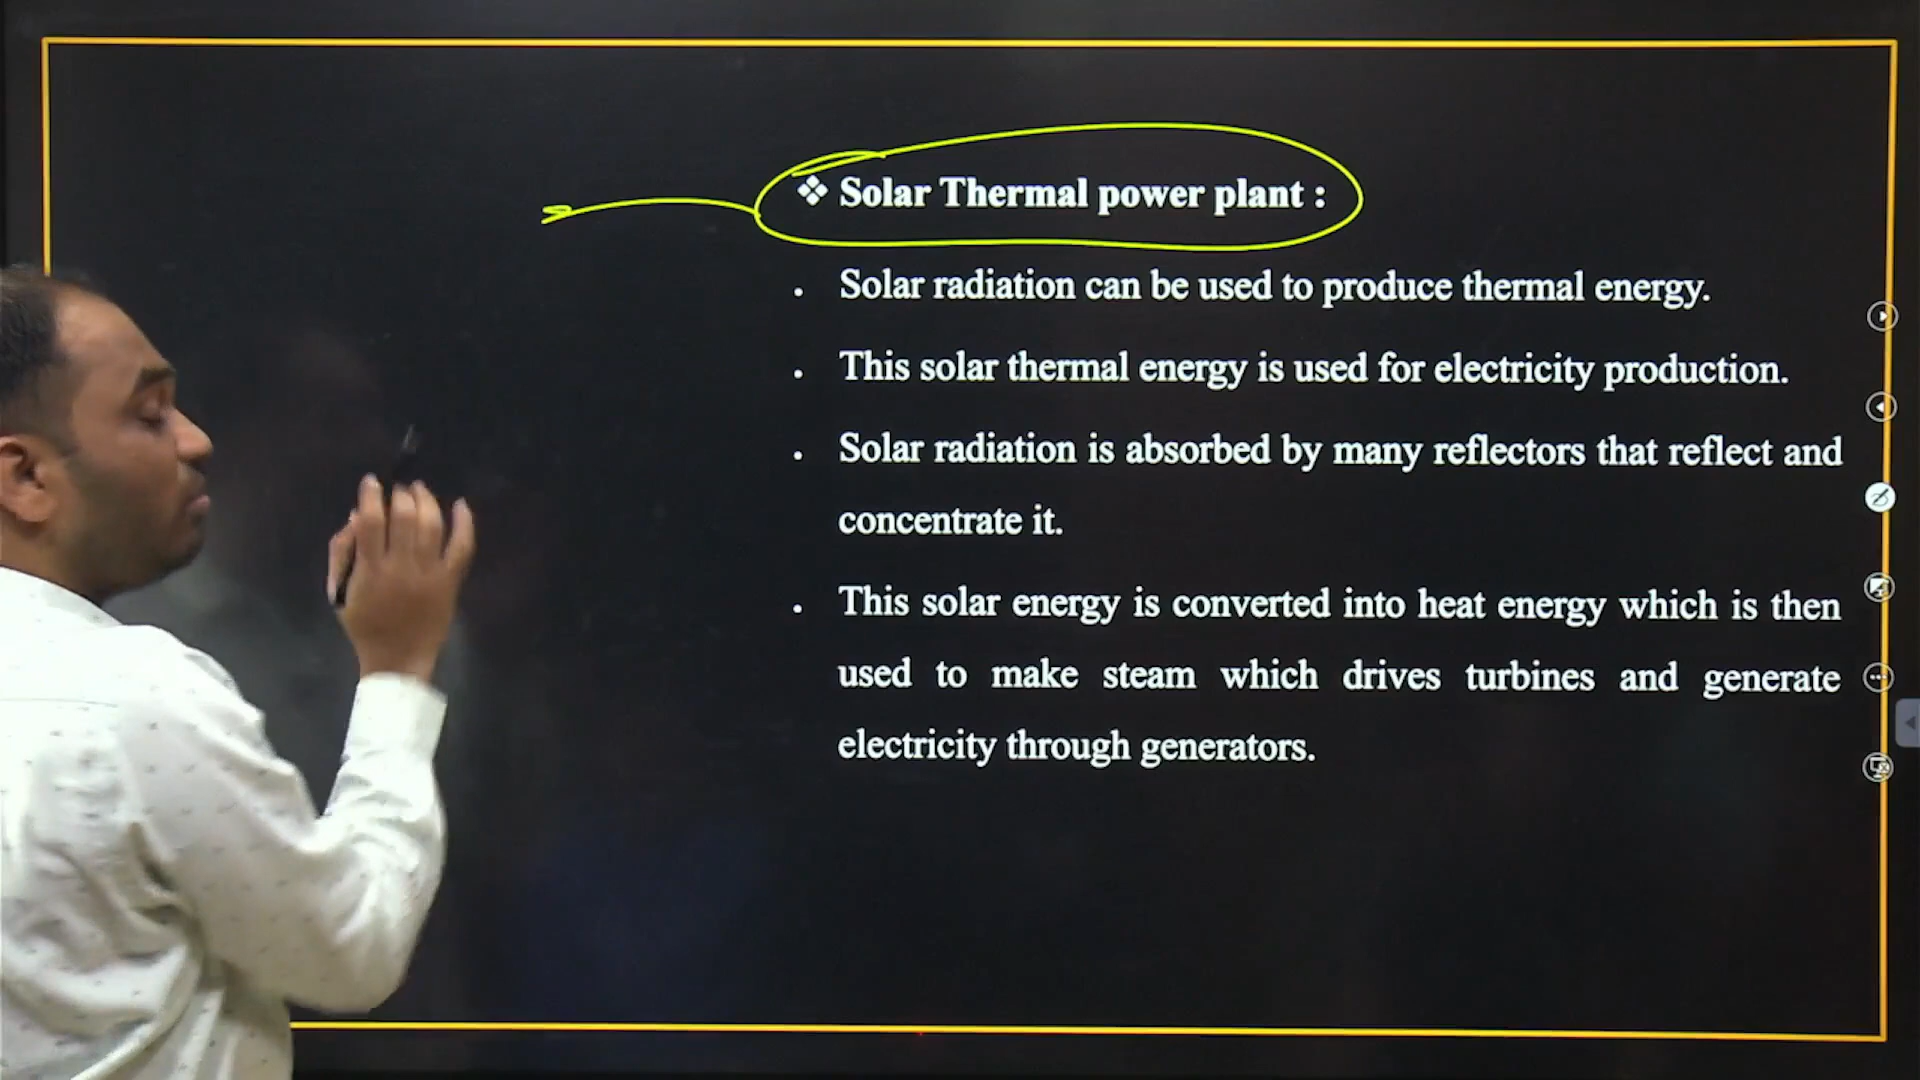 ❖ Solar Thermal power plant :
• Solar radiation can be used to produce thermal energy.
• This solar thermal energy is used for electricity production.
• Solar radiation is absorbed by many reflectors that reflect and
concentrate it.
• This solar energy is converted into heat energy which is then
used to make steam which drives turbines and generate
electricity through generators.